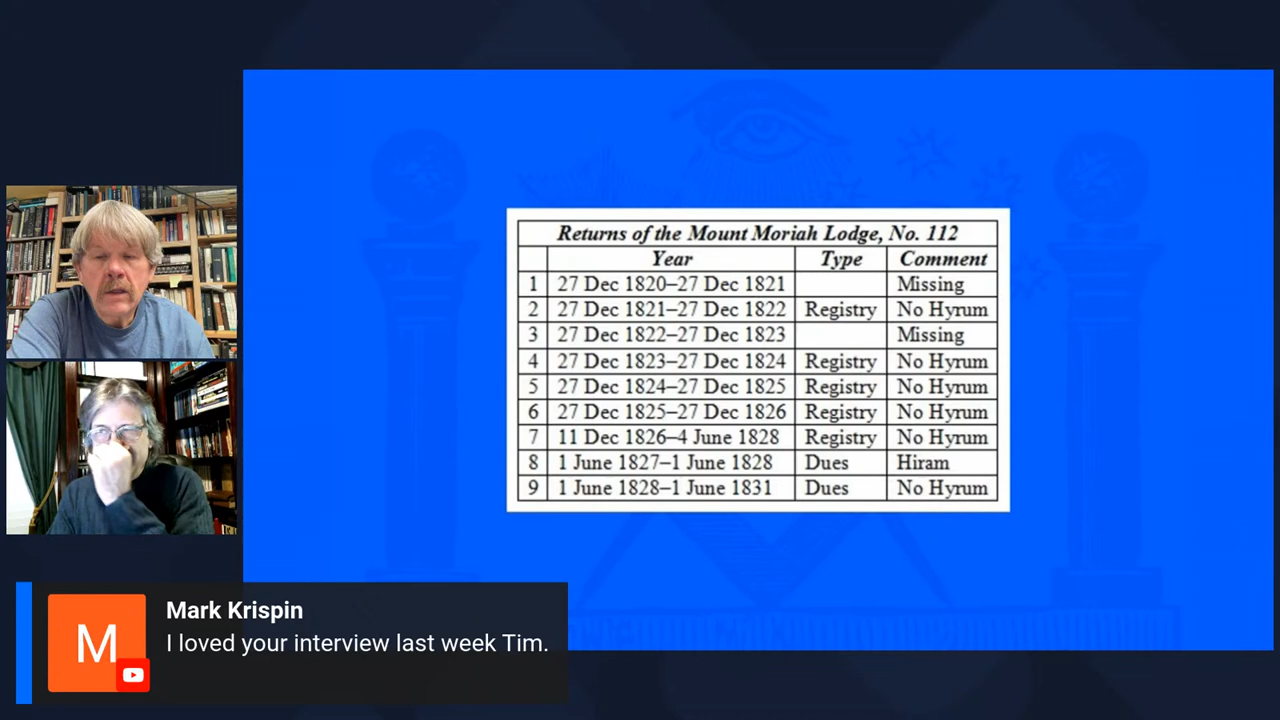 Returns of the Mount Moriah Lodge, No. 112
Year Type Comment
1 27 Dec 1820–27 Dec 1821 Missing
2 27 Dec 1821–27 Dec 1822 Registry No Hyrum
3 27 Dec 1822–27 Dec 1823 Missing
4 27 Dec 1823–27 Dec 1824 Registry No Hyrum
5 27 Dec 1824–27 Dec 1825 Registry No Hyrum
6 27 Dec 1825–27 Dec 1826 Registry No Hyrum
7 11 Dec 1826–4 June 1828 Registry No Hyrum
8 1 June 1827–1 June 1828 Dues Hiram
9 1 June 1828–1 June 1831 Dues No Hyrum
M
Mark Krispin
I loved your interview last week Tim.